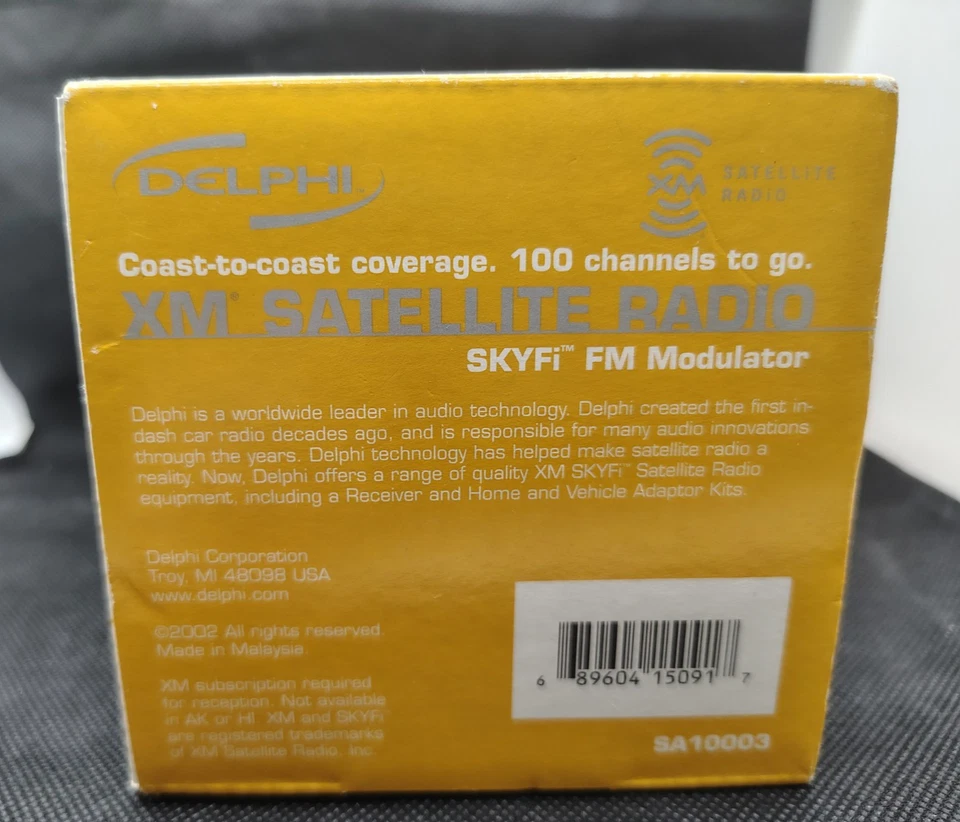 DELPHI™
XM SATELLITE
RADIO
Coast-to-coast coverage. 100 channels to go.
XM® SATELLITE RADIO
SKYFi™ FM Modulator
Delphi is a worldwide leader in audio technology. Delphi created the first in-
dash car radio decades ago, and is responsible for many audio innovations
through the years. Delphi technology has helped make satellite radio a
reality. Now, Delphi offers a range of quality XM SKYFi™ Satellite Radio
equipment, including a Receiver and Home and Vehicle Adaptor Kits.
Delphi Corporation
Troy, MI 48098 USA
www.delphi.com
©2002 All rights reserved.
Made in Malaysia.
XM subscription required
for reception. Not available
in AK or HI. XM and SKYFi™
are registered trademarks
of XM Satellite Radio, Inc.
6 89604 15091 7
SA10003